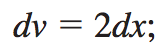 dv = 2dx;